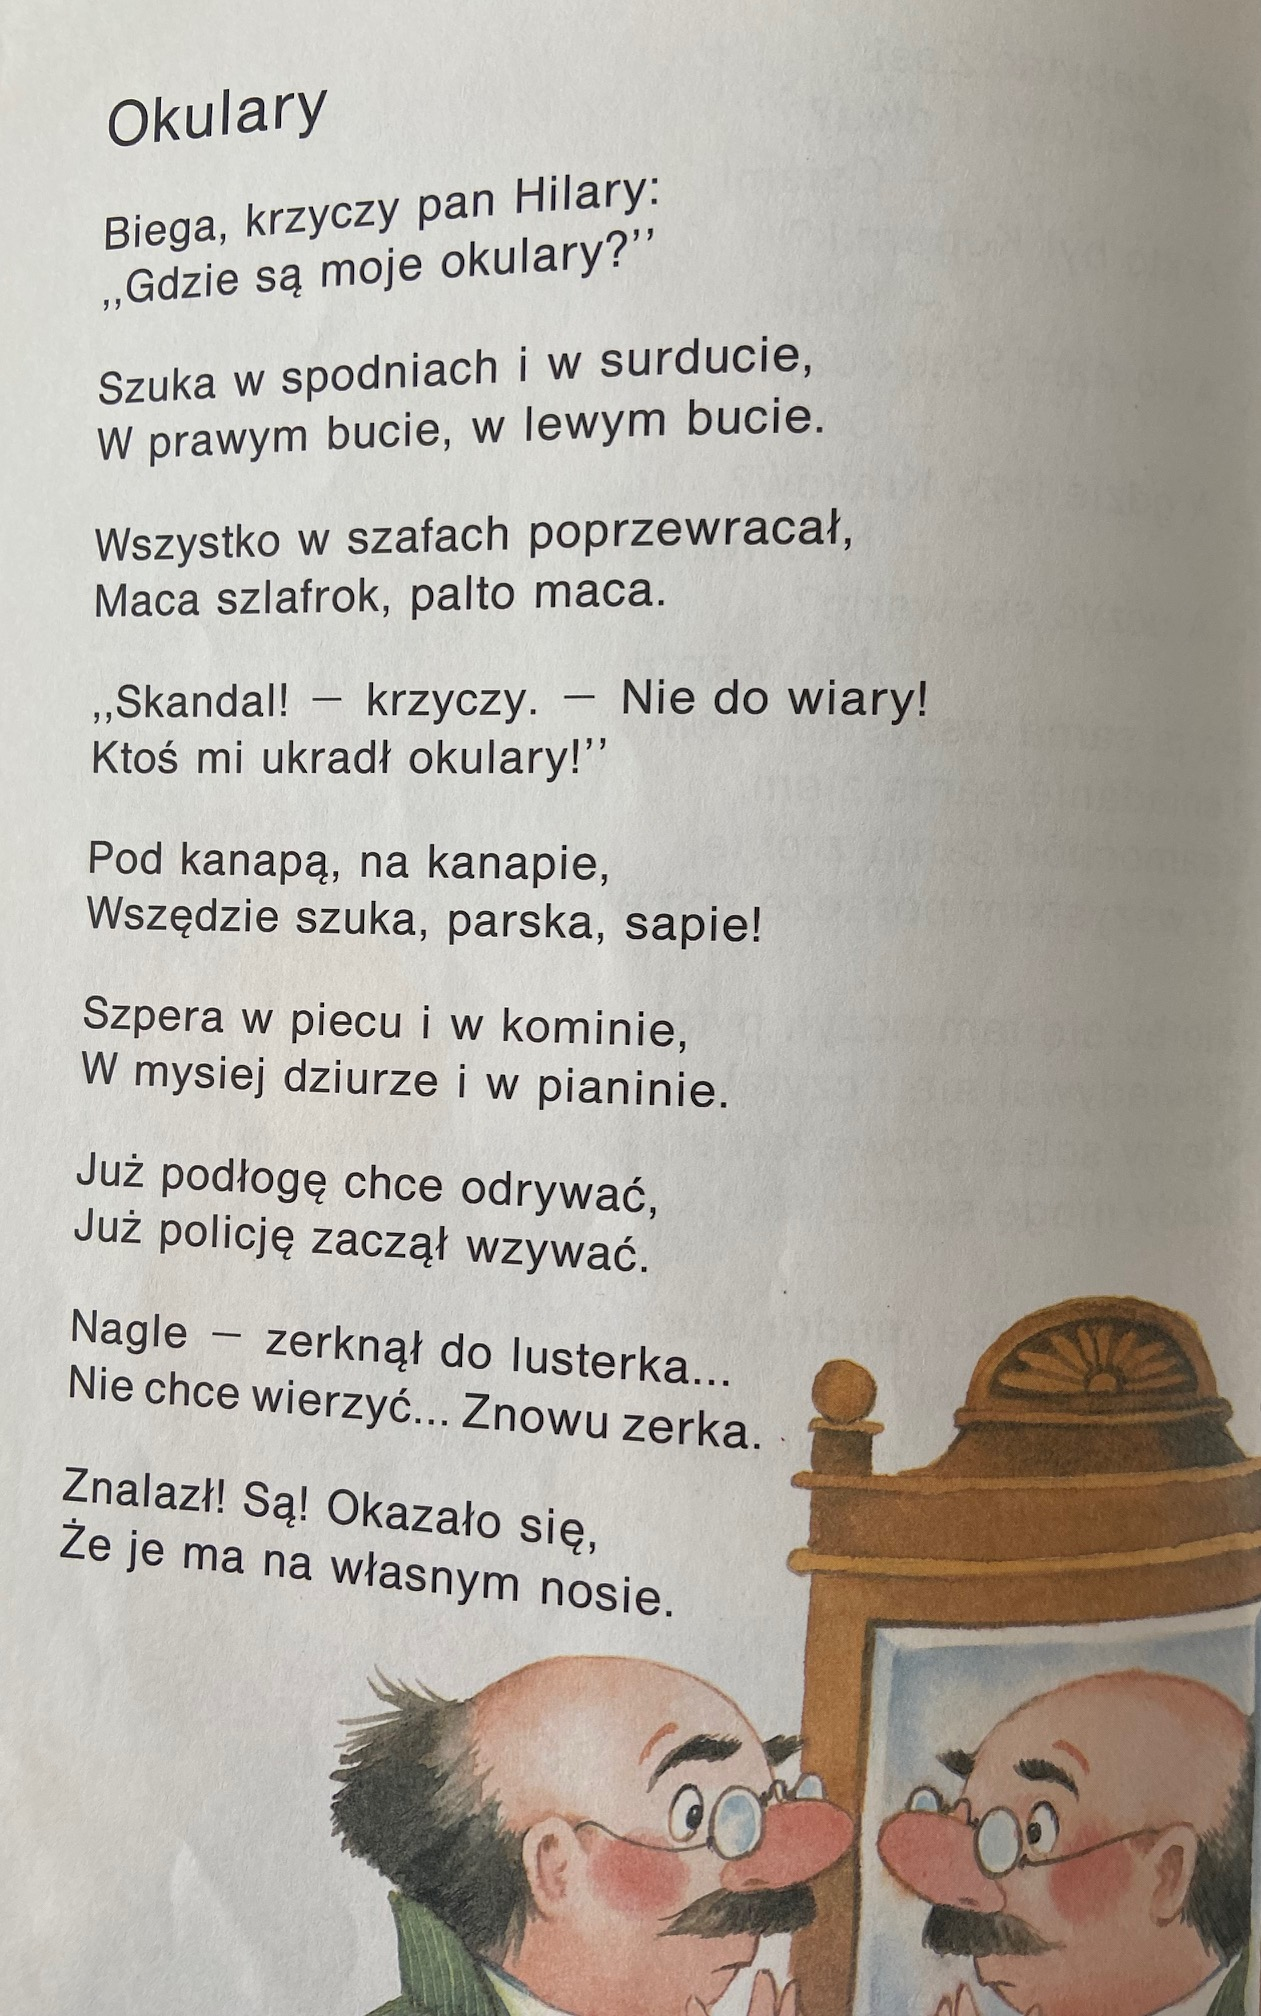 Okulary
Biega, krzyczy pan Hilary:
,,Gdzie są moje okulary?’’
Szuka w spodniach i w surducie,
W prawym bucie, w lewym bucie.
Wszystko w szafach poprzewracał,
Maca szlafrok, palto maca.
,,Skandal! — krzyczy. — Nie do wiary!
Ktoś mi ukradł okulary!’’
Pod kanapą, na kanapie,
Wszędzie szuka, parska, sapie!
Szpera w piecu i w kominie,
W mysiej dziurze i w pianinie.
Już podłogę chce odrywać,
Już policję zaczął wzywać.
Nagle — zerknął do lusterka...
Nie chce wierzyć... Znowu zerka.
Znalazł! Są! Okazało się,
Że je ma na własnym nosie.